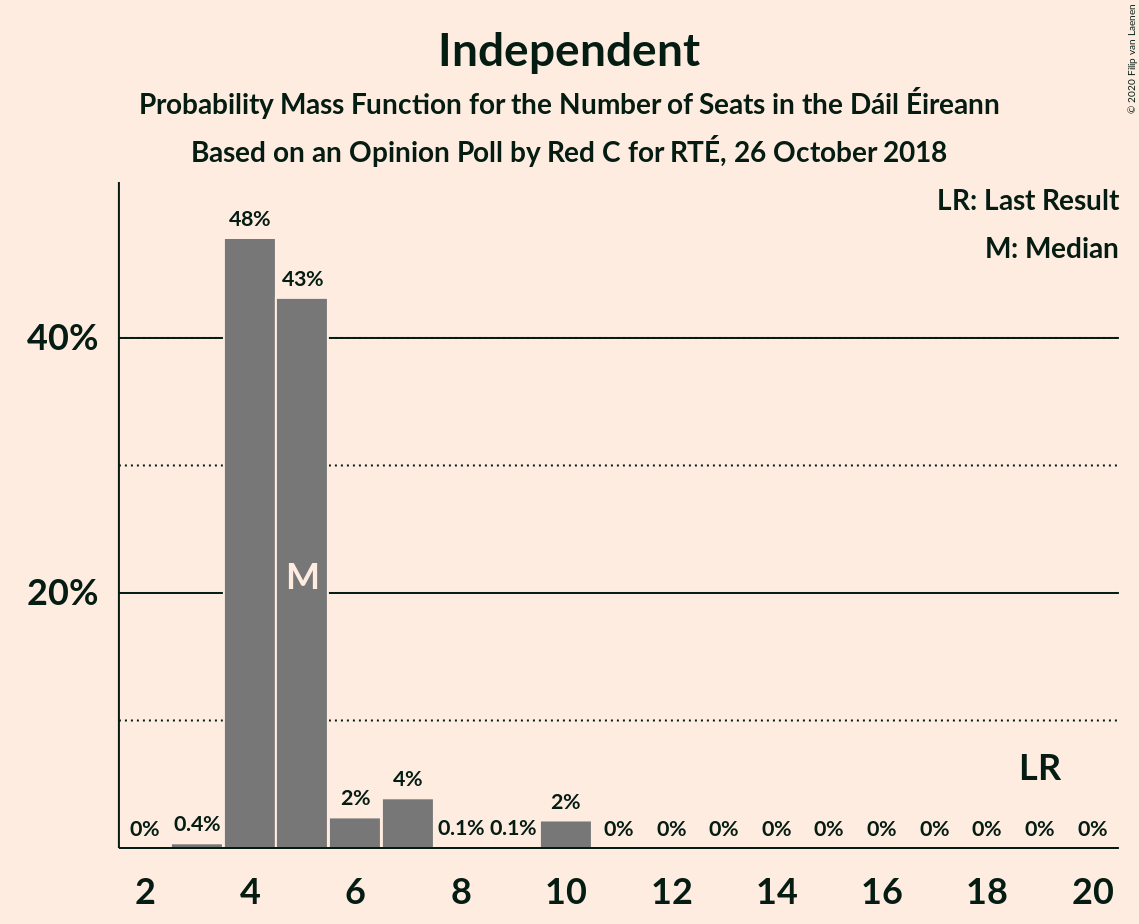 Independent
Probability Mass Function for the Number of Seats in the Dáil Éireann
Based on an Opinion Poll by Red C for RTÉ, 26 October 2018
© 2020 Filip van Laenen
LR: Last Result
M: Median
48%
43%
40%
M
20%
LR
0% 0.4% 2% 4% 0.1% 0.1% 2% 0% 0% 0% 0% 0% 0% 0% 0% 0% 0%
2 4 6 8 10 12 14 16 18 20